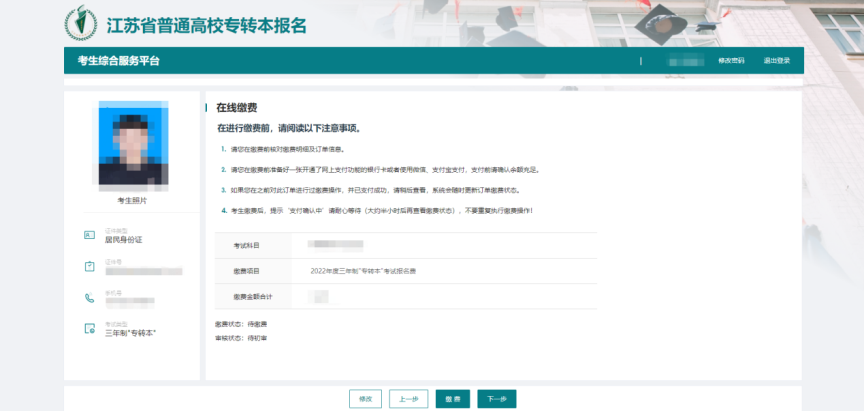 江苏省普通高校专转本报名
考生综合服务平台
修改密码
退出登录
考生照片
证件类型
居民身份证
证件号
手机号
考试类型
三年制"专转本"
在线缴费
在进行缴费前，请阅读以下注意事项。
1. 请您在缴费前核对缴费明细及订单信息。
2. 请您在缴费前准备好一张开通了网上支付功能的银行卡或者使用微信、支付宝支付，支付前请确认余额充足。
3. 如果您在之前对此订单进行过缴费操作，并已支付成功，请稍后查看，系统会随时更新订单缴费状态。
4. 考生缴费后，提示‘支付确认中’请耐心等待（大约半小时后再查看缴费状态），不要重复执行缴费操作！
考试科目
缴费项目 2022年度三年制"专转本"考试报名费
缴费金额合计
缴费状态：待缴费
审核状态：待初审
修改 上一步 缴 费 下一步